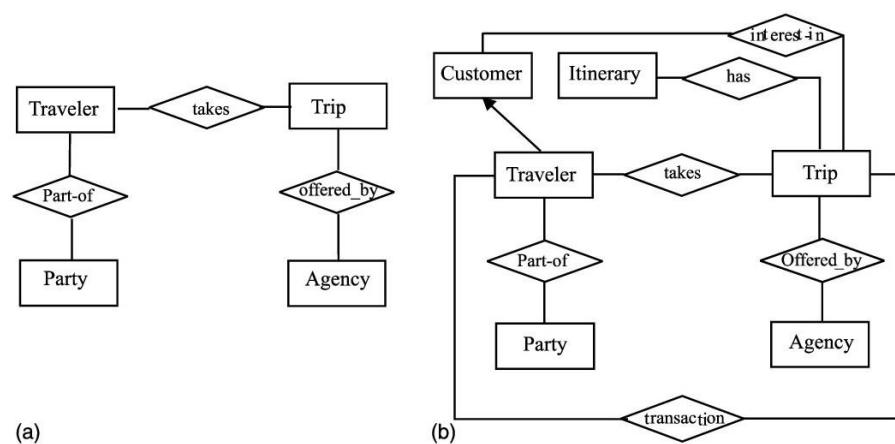 Traveler
takes
Trip
Part-of
offered_by
Party
Agency
(a)
interest-in
Customer
Itinerary
has
Traveler
takes
Trip
Part-of
Offered_by
Party
Agency
transaction
(b)